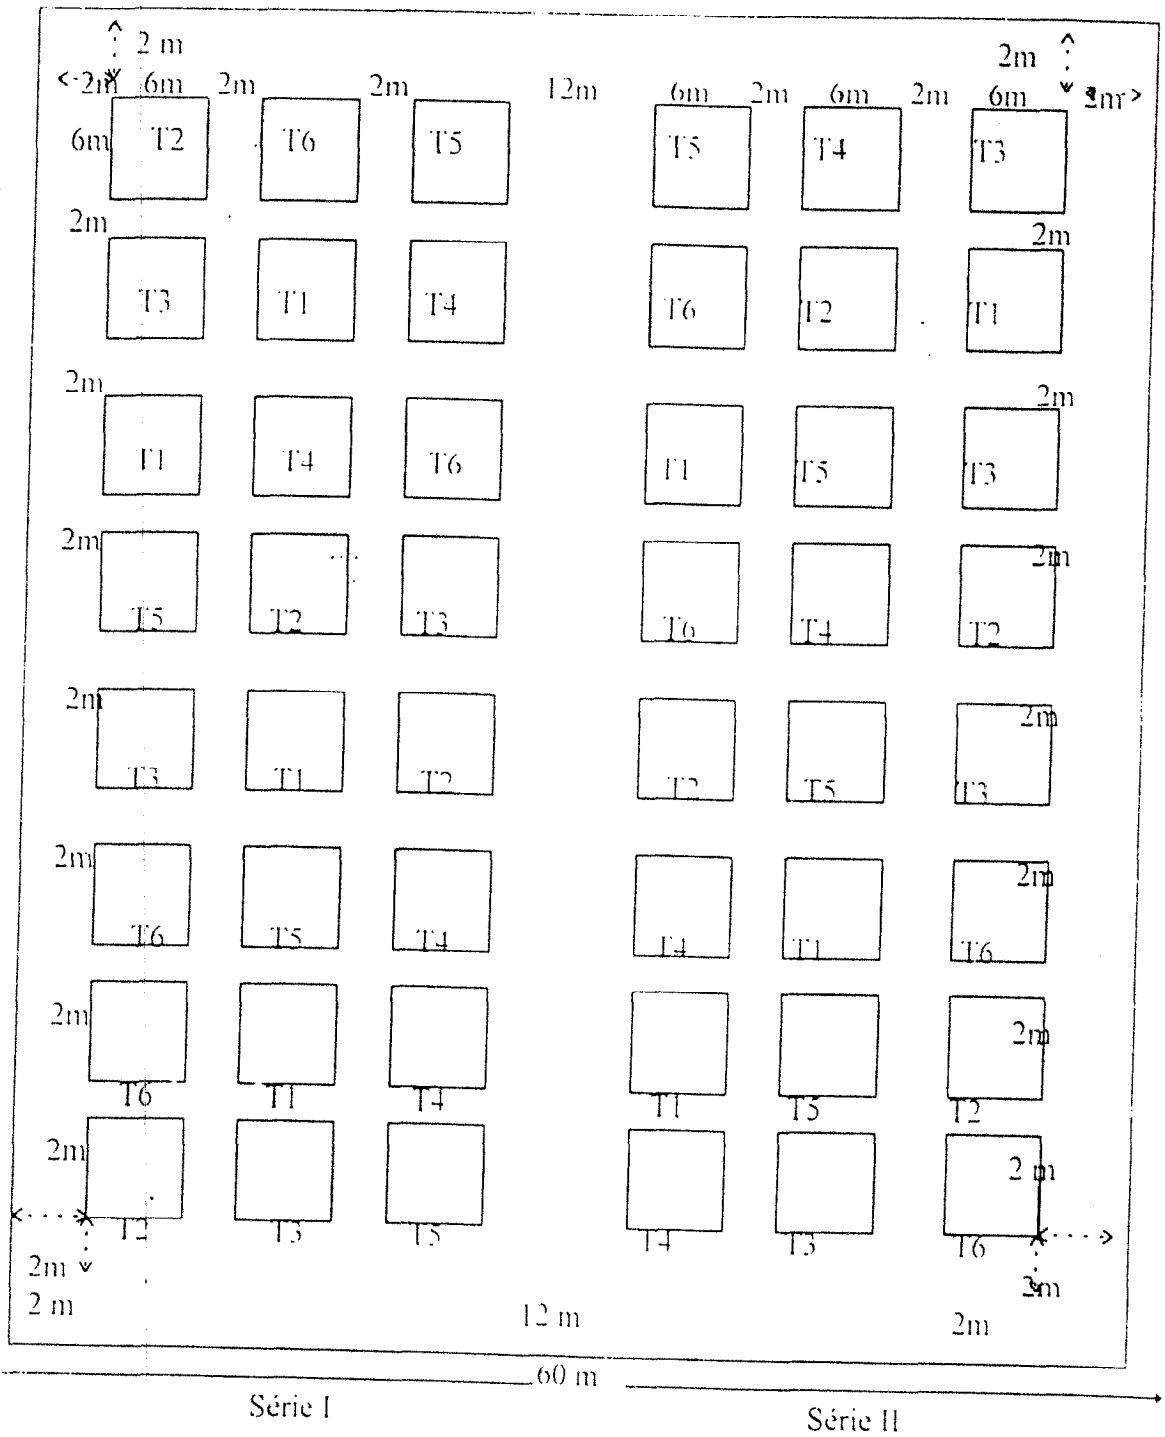 2 m 2m
2m 6m 2m 2m 12m 6m 2m 6m 2m 6m 2m
6m T2 T6 T5 T5 T4 T3
2m 2m
T3 T1 T4 T6 T2 T1
2m 2m
T1 T4 T6 T1 T5 T3
2m 2m
T5 T2 T3 T6 T4 T2
2m 2m
T3 T1 T2 T2 T5 T3
2m 2m
T6 T5 T4 T4 T1 T6
2m 2m
T6 T1 T4 T1 T5 T2
2m 2 m
T2 T3 T5 T4 T3 T6
2m 2m
2 m 12 m 2m
60 m
Série I Série II